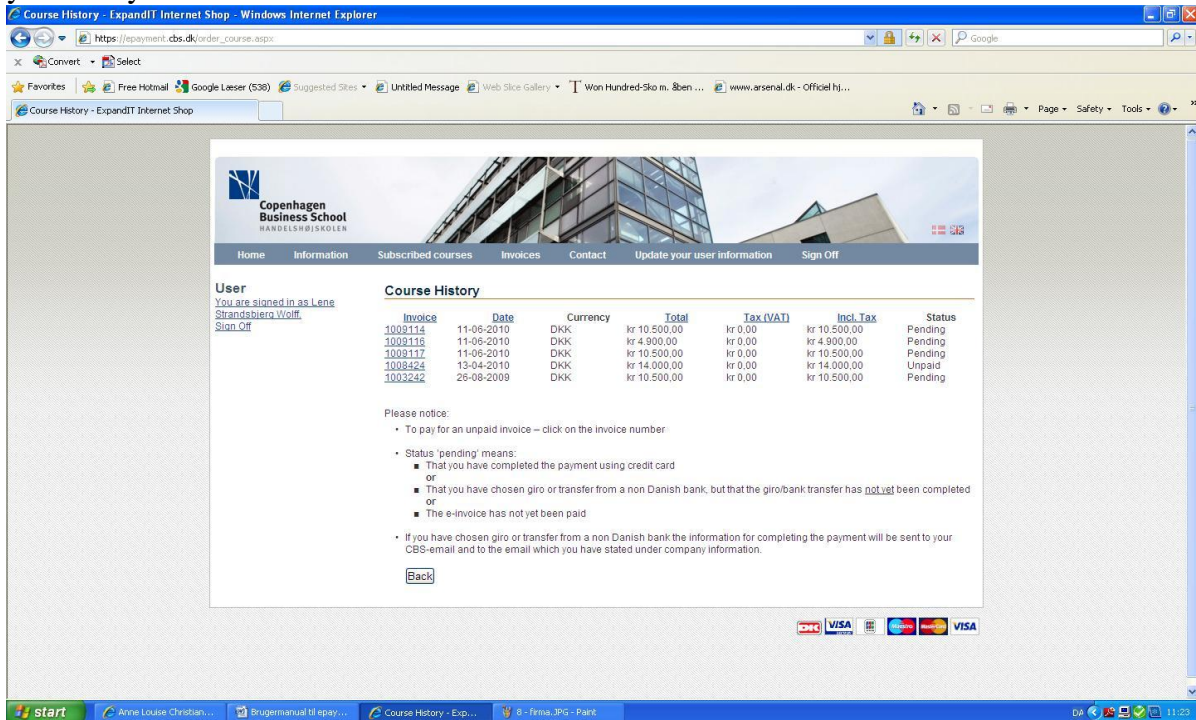 Course History - ExpandIT Internet Shop - Windows Internet Explorer
https://epayment.cbs.dk/order_course.aspx
Google
x Convert Select
Favorites Free Hotmail Google Læser (538) Suggested Sites Untitled Message Web Slice Gallery Won Hundred-Sko m. åben ... www.arsenal.dk - Officiel hj...
Course History - ExpandIT Internet Shop
Page Safety Tools »
Copenhagen
Business School
HANDELSHØJSKOLEN
Home Information Subscribed courses Invoices Contact Update your user information Sign Off
User
You are signed in as Lene
Strandsbjerg Wolff.
Sign Off
Course History
Invoice Date Currency Total Tax (VAT) Incl. Tax Status
1009114 11-06-2010 DKK kr 10.500,00 kr 0,00 kr 10.500,00 Pending
1009116 11-06-2010 DKK kr 4.900,00 kr 0,00 kr 4.900,00 Pending
1009117 11-06-2010 DKK kr 10.500,00 kr 0,00 kr 10.500,00 Pending
1008424 13-04-2010 DKK kr 14.000,00 kr 0,00 kr 14.000,00 Unpaid
1003242 26-08-2009 DKK kr 10.500,00 kr 0,00 kr 10.500,00 Pending
Please notice:
• To pay for an unpaid invoice – click on the invoice number
• Status 'pending' means:
■ That you have completed the payment using credit card
or
■ That you have chosen giro or transfer from a non Danish bank, but that the giro/bank transfer has not yet been completed
or
■ The e-invoice has not yet been paid
• If you have chosen giro or transfer from a non Danish bank the information for completing the payment will be sent to your
CBS-email and to the email which you have stated under company information.
Back
VISA Maestro MasterCard VISA
start Anne Louise Christian... Brugermanual til epay... Course History - Exp... 8 - firma.JPG - Paint DA 11:23